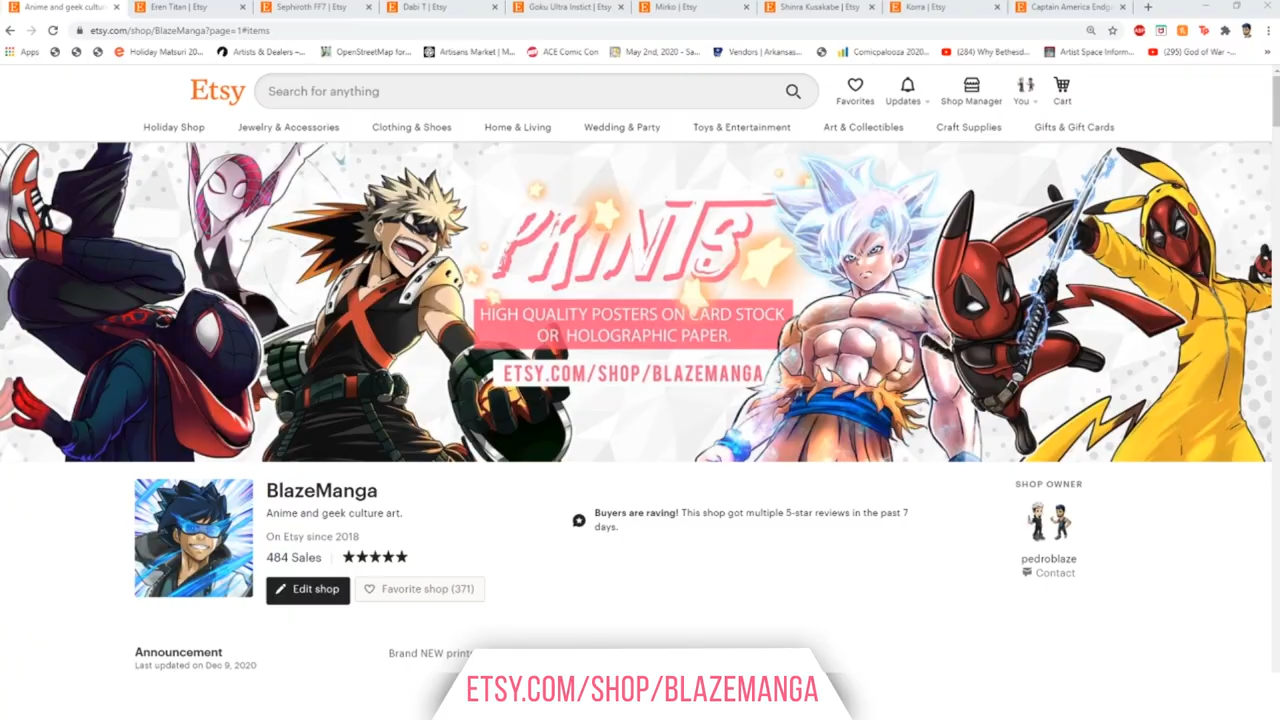 Anime and geek culture
Eren Titan | Etsy
Sephiroth FF7 | Etsy
Dabi T | Etsy
Goku Ultra Instict | Etsy
Mirko | Etsy
Shinra Kusakabe | Etsy
Korra | Etsy
Captain America Endg
etsy.com/shop/BlazeManga?page=1#items
ABP
Tp
Apps
Holiday Matsuri 20...
Artists & Dealers –...
OpenStreetMap for...
Artisans Market | M...
ACE Comic Con
May 2nd, 2020 - Sa...
Vendors | Arkansas...
Comicpalooza 2020...
(284) Why Bethesd...
Artist Space Inform...
(295) God of War -...
»
Etsy
Search for anything
Favorites
Updates
Shop Manager
You
Cart
Holiday Shop
Jewelry & Accessories
Clothing & Shoes
Home & Living
Wedding & Party
Toys & Entertainment
Art & Collectibles
Craft Supplies
Gifts & Gift Cards
PRINTS
HIGH QUALITY POSTERS ON CARD STOCK
OR HOLOGRAPHIC PAPER.
ETSY.COM/SHOP/BLAZEMANGA
BlazeManga
Anime and geek culture art.
On Etsy since 2018
484 Sales
Edit shop
Favorite shop (371)
Buyers are raving! This shop got multiple 5-star reviews in the past 7
days.
SHOP OWNER
pedroblaze
Contact
Announcement
Last updated on Dec 9, 2020
Brand NEW print
ETSY.COM/SHOP/BLAZEMANGA